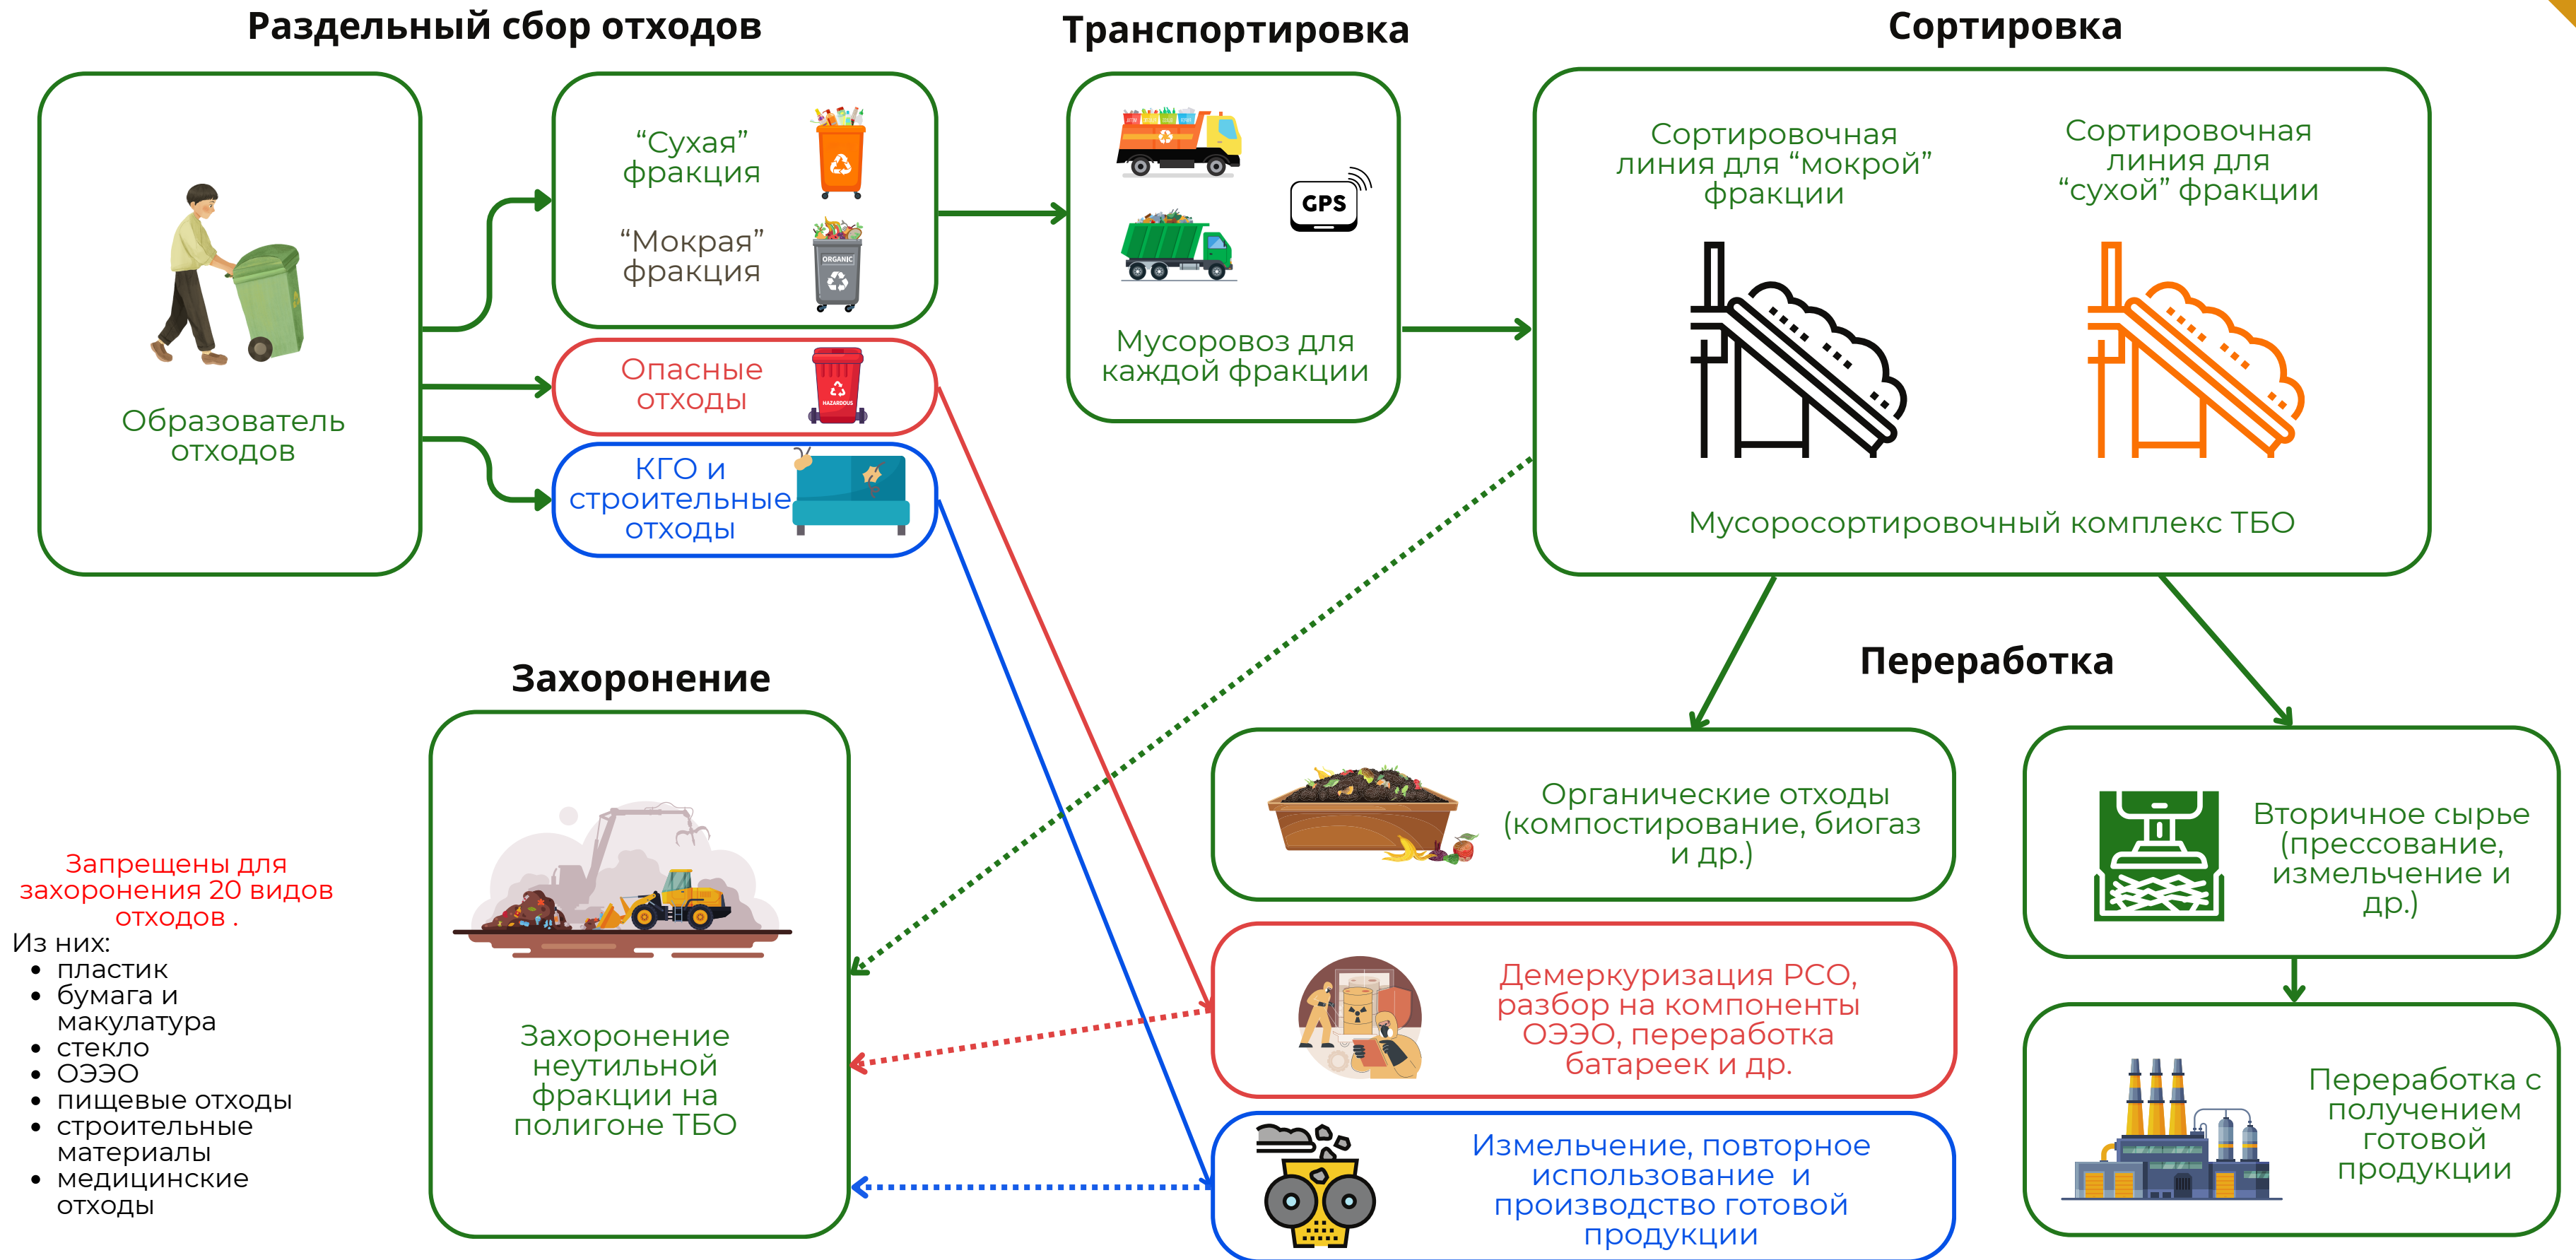 Раздельный сбор отходов
Образователь
отходов
“Сухая”
фракция
“Мокрая”
фракция
ORGANIC
Опасные
отходы
HAZARDOUS
КГО и
строительные
отходы
Транспортировка
GPS
Мусоровоз для
каждой фракции
Сортировка
Сортировочная
линия для “мокрой”
фракции
Сортировочная
линия для
“сухой” фракции
Мусоросортировочный комплекс ТБО
Переработка
Органические отходы
(компостирование, биогаз
и др.)
Вторичное сырье
(прессование,
измельчение и
др.)
Демеркуризация РСО,
разбор на компоненты
ОЭЭО, переработка
батареек и др.
Измельчение, повторное
использование и
производство готовой
продукции
Переработка с
получением
готовой
продукции
Захоронение
Захоронение
неутильной
фракции на
полигоне ТБО
Запрещены для
захоронения 20 видов
отходов .
Из них:
• пластик
• бумага и
макулатура
• стекло
• ОЭЭО
• пищевые отходы
• строительные
материалы
• медицинские
отходы